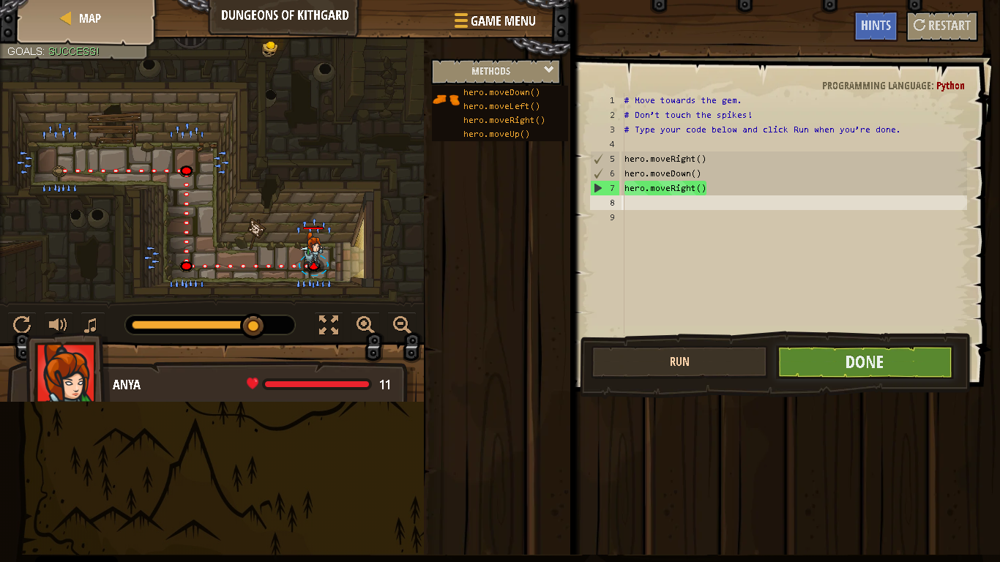 MAP
DUNGEONS OF KITHGARD
GAME MENU
HINTS
RESTART
GOALS: SUCCESS!
METHODS
hero.moveDown()
hero.moveLeft()
hero.moveRight()
hero.moveUp()
PROGRAMMING LANGUAGE: Python
1 # Move towards the gem.
2 # Don't touch the spikes!
3 # Type your code below and click Run when you're done.
4
5 hero.moveRight()
6 hero.moveDown()
7 hero.moveRight()
8
9
RUN
DONE
ANYA
11